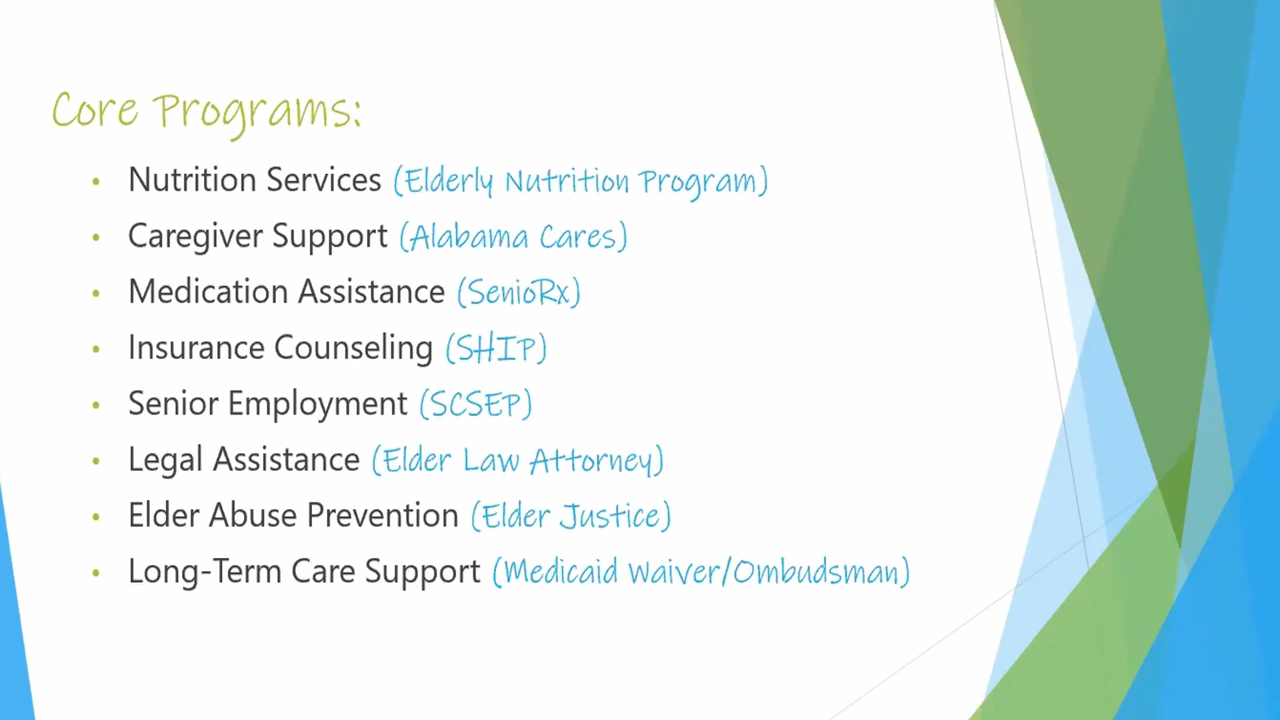 Core Programs:
• Nutrition Services (Elderly Nutrition Program)
• Caregiver Support (Alabama Cares)
• Medication Assistance (SenioRx)
• Insurance Counseling (SHIP)
• Senior Employment (SCSEP)
• Legal Assistance (Elder Law Attorney)
• Elder Abuse Prevention (Elder Justice)
• Long-Term Care Support (Medicaid Waiver/Ombudsman)